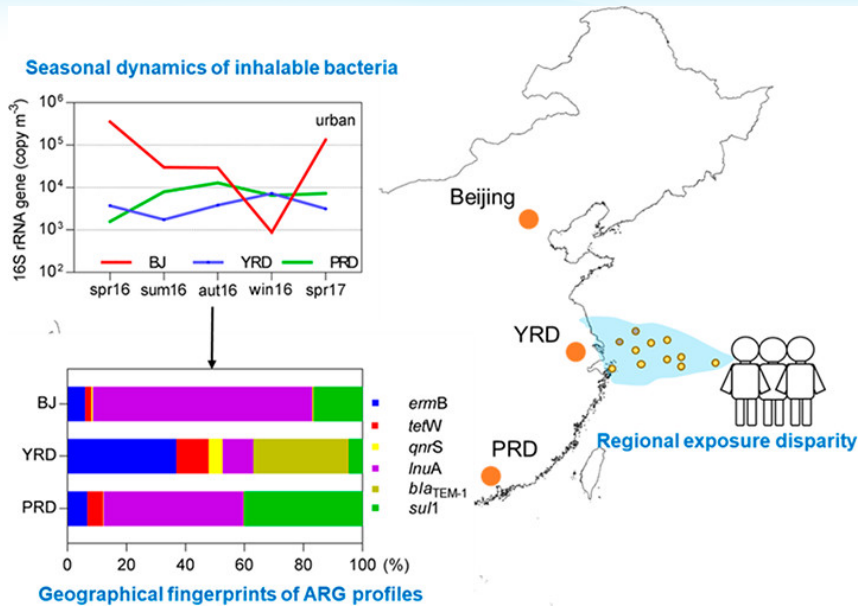 Seasonal dynamics of inhalable bacteria
16S rRNA gene (copy m⁻³)
10⁶
10⁵
10⁴
10³
10²
urban
BJ YRD PRD
spr16 sum16 aut16 win16 spr17
BJ
YRD
PRD
0 20 40 60 80 100 (%)
ermB
tetW
qnrS
lnuA
blaTEM-1
sul1
Geographical fingerprints of ARG profiles
Beijing
YRD
PRD
Regional exposure disparity